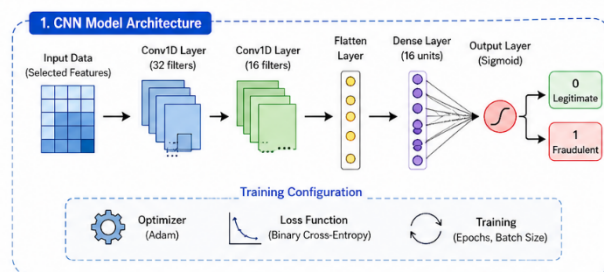 1. CNN Model Architecture
Input Data
(Selected Features)
Conv1D Layer
(32 filters)
Conv1D Layer
(16 filters)
Flatten
Layer
Dense Layer
(16 units)
Output Layer
(Sigmoid)
0
Legitimate
1
Fraudulent
Training Configuration
Optimizer
(Adam)
Loss Function
(Binary Cross-Entropy)
Training
(Epochs, Batch Size)